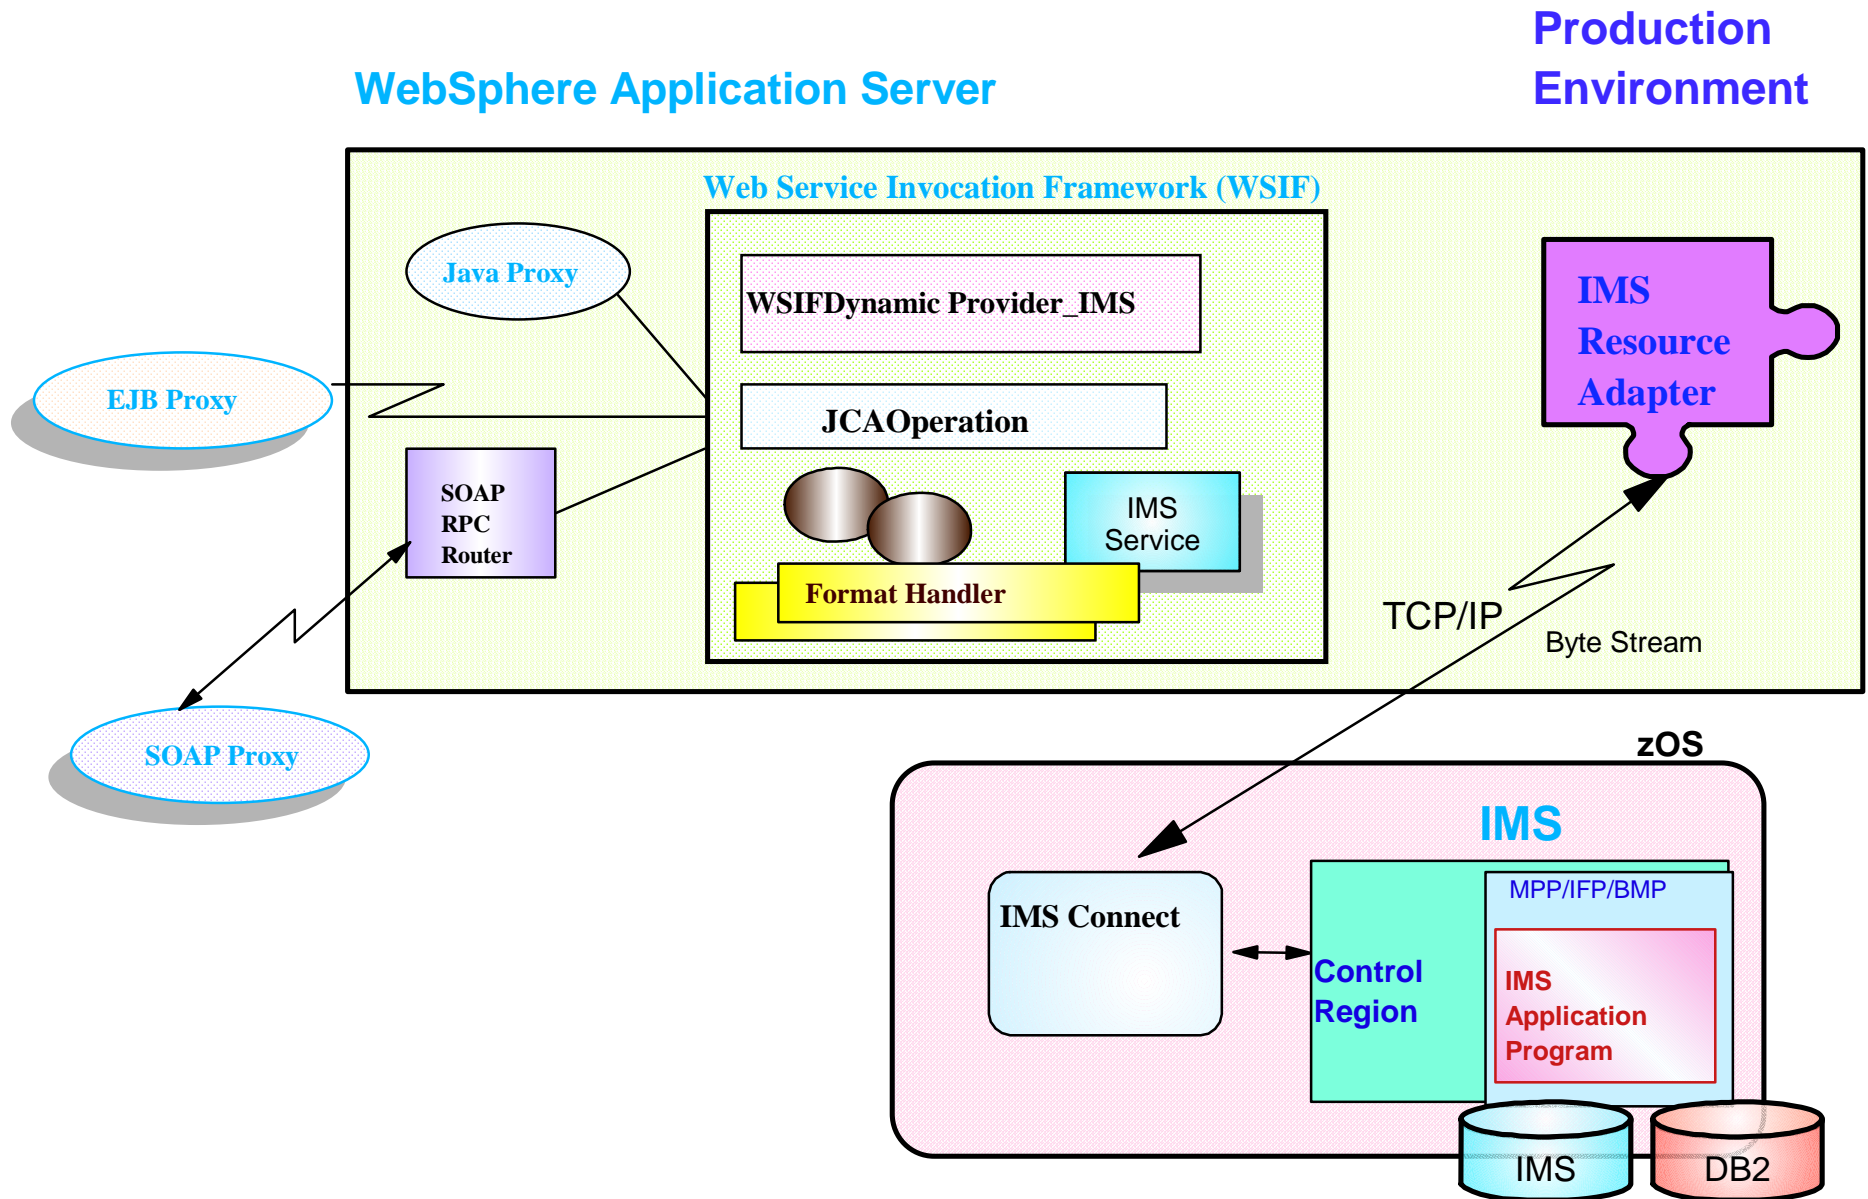 Production
Environment
WebSphere Application Server
Web Service Invocation Framework (WSIF)
Java Proxy
WSIFDynamic Provider_IMS
IMS
Resource
Adapter
EJB Proxy
JCAOperation
SOAP
RPC
Router
IMS
Service
Format Handler
TCP/IP
Byte Stream
SOAP Proxy
zOS
IMS
MPP/IFP/BMP
IMS Connect
Control
Region
IMS
Application
Program
IMS
DB2